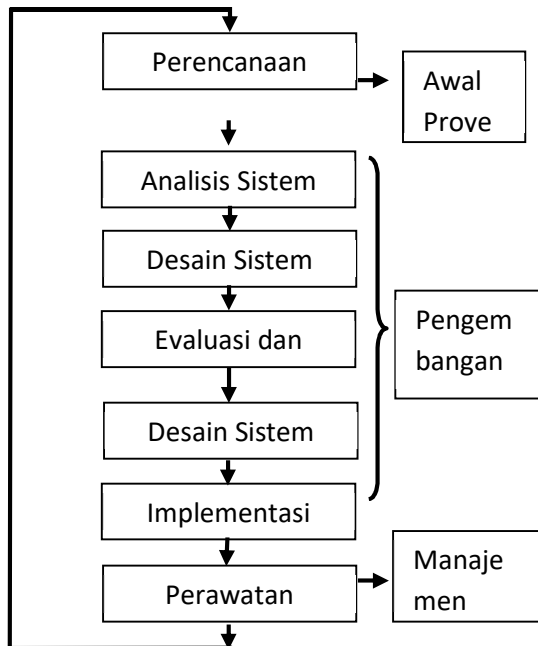 Perencanaan
Awal
Prove
Analisis Sistem
Desain Sistem
Evaluasi dan
Pengem
bangan
Desain Sistem
Implementasi
Manaje
men
Perawatan